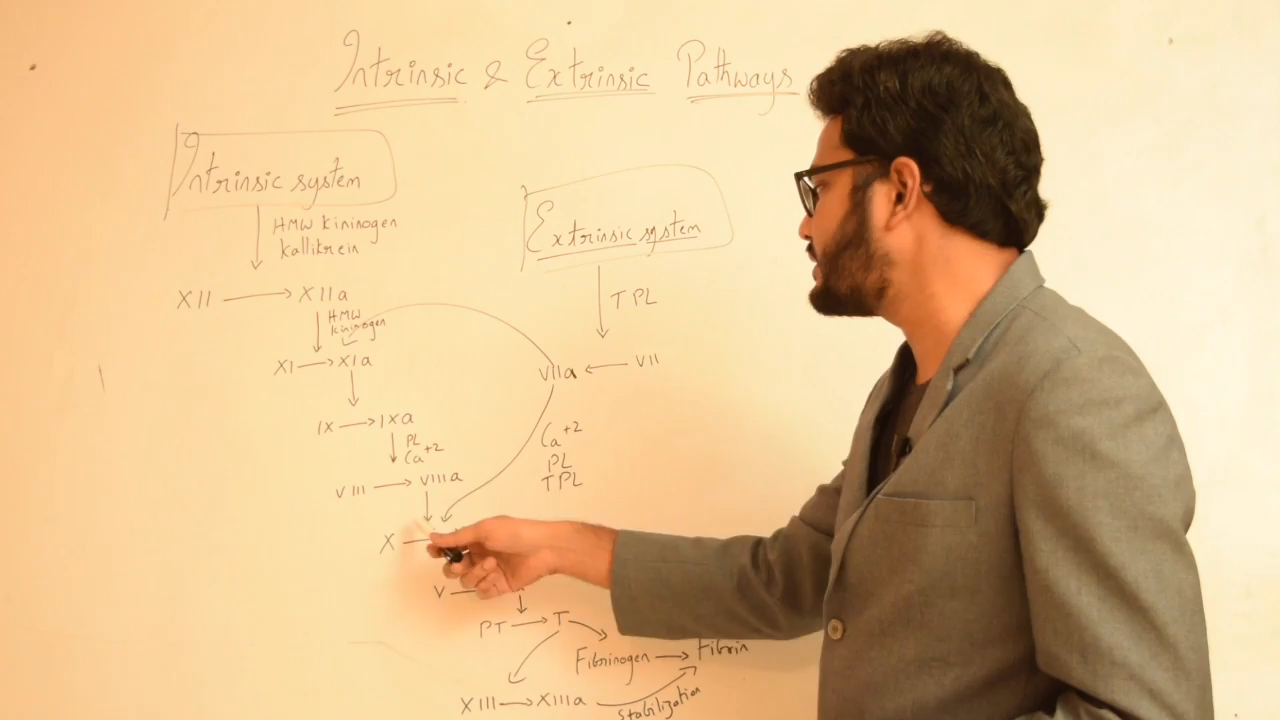 Intrinsic & Extrinsic Pathways
Intrinsic system
HMW kininogen
kallikrein
XII → XIIa
HMW
kininogen
XI → XIa
IX → IXa
PL
Ca+2
VIII → VIIIa
X
V
Extrinsic system
TPL
VIIa ← VII
Ca+2
PL
TPL
PT → T
Fibrinogen → Fibrin
XIII → XIIIa
stabilization